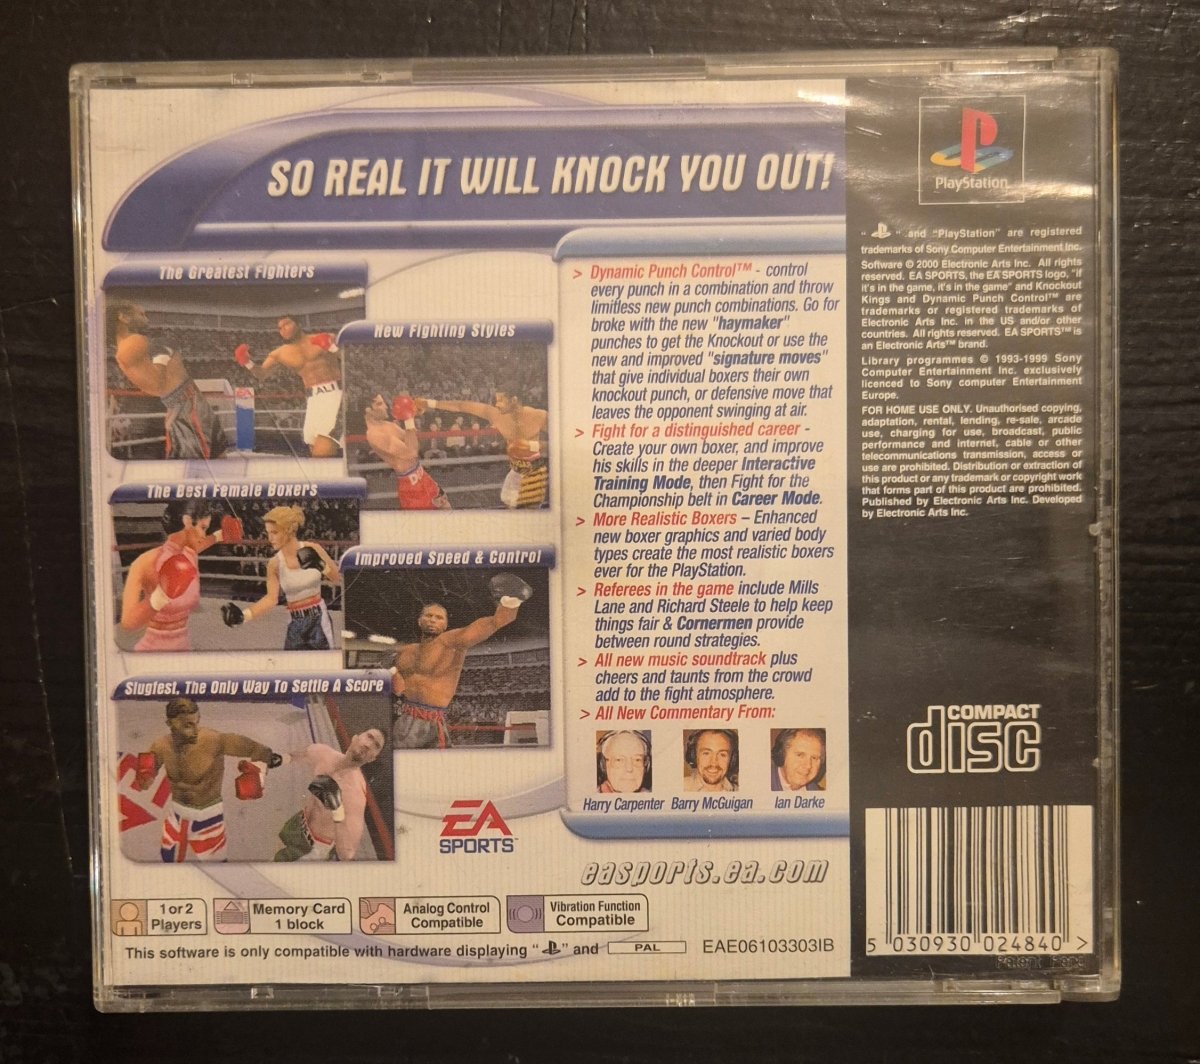 SO REAL IT WILL KNOCK YOU OUT!
The Greatest Fighters
ALI
New Fighting Styles
The Best Female Boxers
Improved Speed & Control
Slugfest, The Only Way To Settle A Score
> Dynamic Punch Control™ - control
every punch in a combination and throw
limitless new punch combinations. Go for
broke with the new "haymaker"
punches to get the Knockout or use the
new and improved "signature moves"
that give individual boxers their own
knockout punch, or defensive move that
leaves the opponent swinging at air.
> Fight for a distinguished career -
Create your own boxer, and improve
his skills in the deeper Interactive
Training Mode, then Fight for the
Championship belt in Career Mode.
> More Realistic Boxers – Enhanced
new boxer graphics and varied body
types create the most realistic boxers
ever for the PlayStation.
> Referees in the game include Mills
Lane and Richard Steele to help keep
things fair & Cornermen provide
between round strategies.
> All new music soundtrack plus
cheers and taunts from the crowd
add to the fight atmosphere.
> All New Commentary From:
Harry Carpenter Barry McGuigan Ian Darke
EA
SPORTS™
easports.ea.com
1 or 2
Players
Memory Card
1 block
Analog Control
Compatible
Vibration Function
Compatible
This software is only compatible with hardware displaying " " and PAL EAE06103303IB
PlayStation
" " and "PlayStation" are registered
trademarks of Sony Computer Entertainment Inc.
Software © 2000 Electronic Arts Inc. All rights
reserved. EA SPORTS, the EA SPORTS logo, "if
it's in the game, it's in the game" and Knockout
Kings and Dynamic Punch Control™ are
trademarks or registered trademarks of
Electronic Arts Inc. in the US and/or other
countries. All rights reserved. EA SPORTS™ is
an Electronic Arts™ brand.
Library programmes © 1993-1999 Sony
Computer Entertainment Inc. exclusively
licenced to Sony computer Entertainment
Europe.
FOR HOME USE ONLY. Unauthorised copying,
adaptation, rental, lending, re-sale, arcade
use, charging for use, broadcast, public
performance and internet, cable or other
telecommunications transmission, access or
use are prohibited. Distribution or extraction of
this product or any trademark or copyright work
that forms part of this product are prohibited.
Published by Electronic Arts Inc. Developed
by Electronic Arts Inc.
COMPACT
disc
5 030930 024840 >